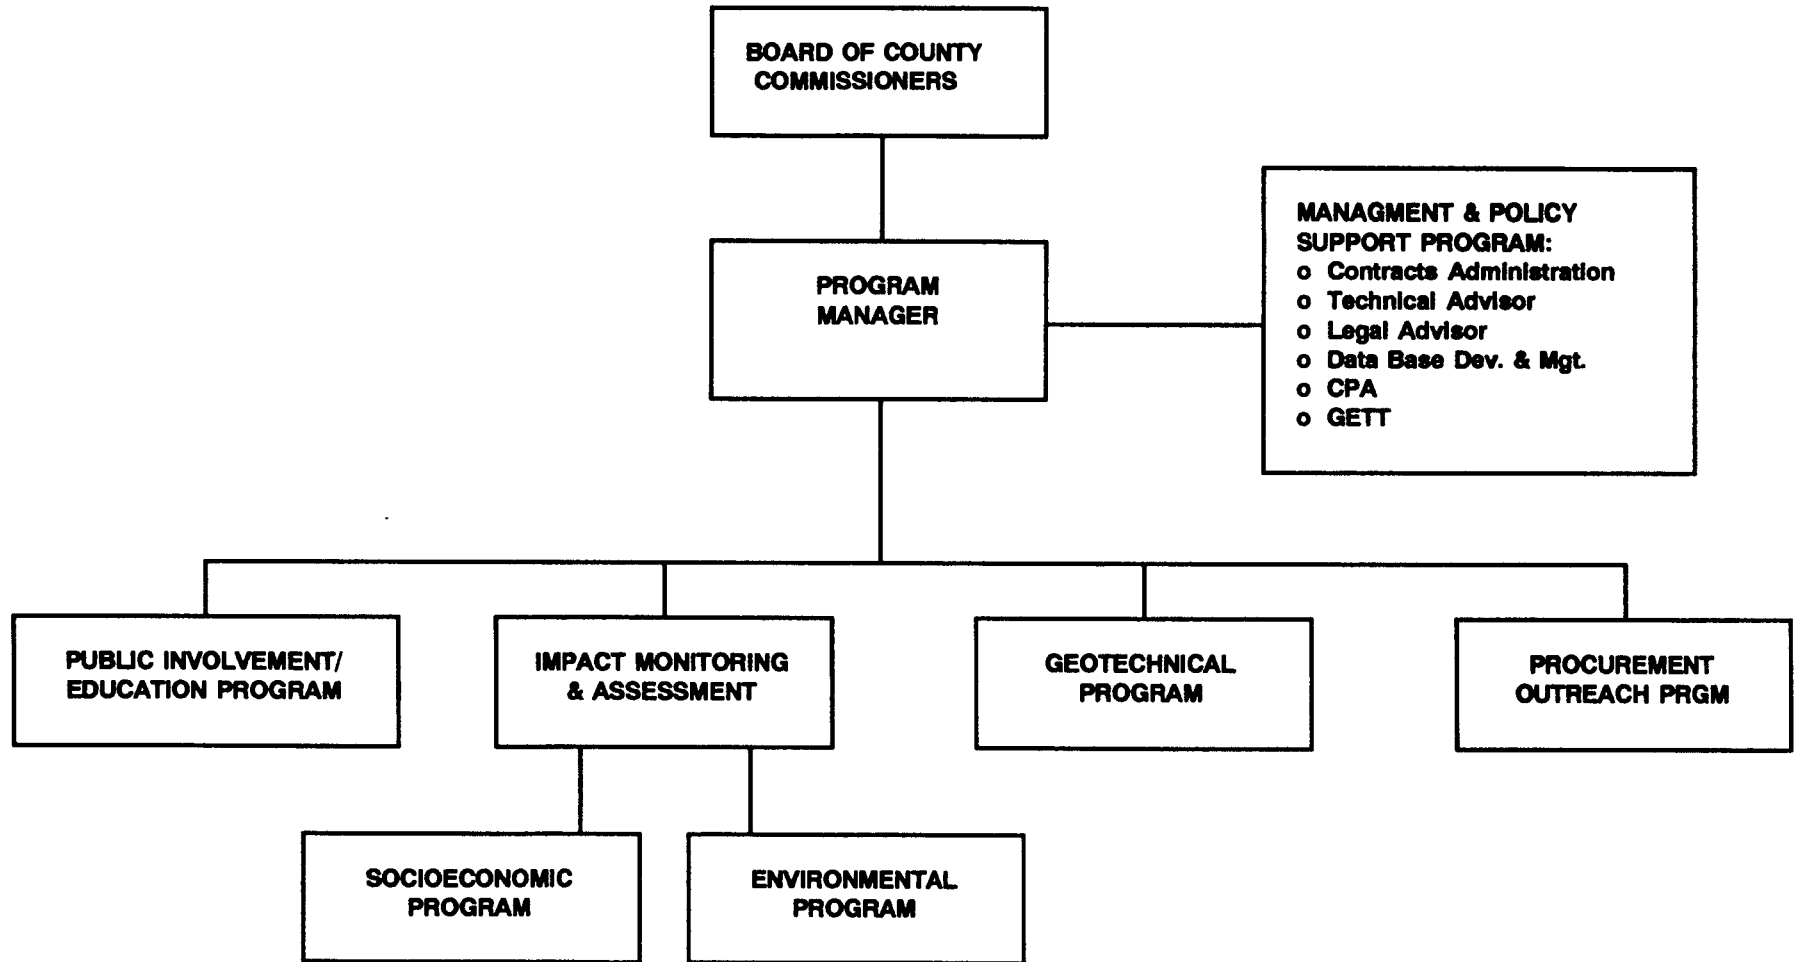 BOARD OF COUNTY
COMMISSIONERS
PROGRAM
MANAGER
MANAGMENT & POLICY
SUPPORT PROGRAM:
o Contracts Administration
o Technical Advisor
o Legal Advisor
o Data Base Dev. & Mgt.
o CPA
o GETT
PUBLIC INVOLVEMENT/
EDUCATION PROGRAM
IMPACT MONITORING
& ASSESSMENT
GEOTECHNICAL
PROGRAM
PROCUREMENT
OUTREACH PRGM
SOCIOECONOMIC
PROGRAM
ENVIRONMENTAL
PROGRAM